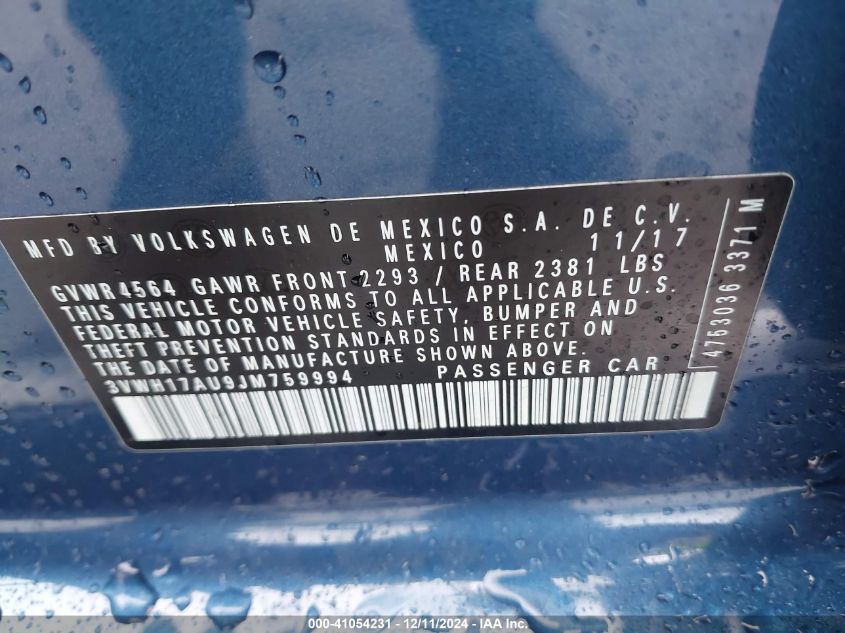 MFD BY VOLKSWAGEN DE MEXICO S.A. DE C.V.
MEXICO 11/17
GVWR4564 GAWR FRONT 2293 / REAR 2381 LBS
THIS VEHICLE CONFORMS TO ALL APPLICABLE U.S.
FEDERAL MOTOR VEHICLE SAFETY, BUMPER AND
THEFT PREVENTION STANDARDS IN EFFECT ON
THE DATE OF MANUFACTURE SHOWN ABOVE.
3VWH17AU9JM759994 PASSENGER CAR
4753036 3371 M
000-41054231 - 12/11/2024 - IAA Inc.